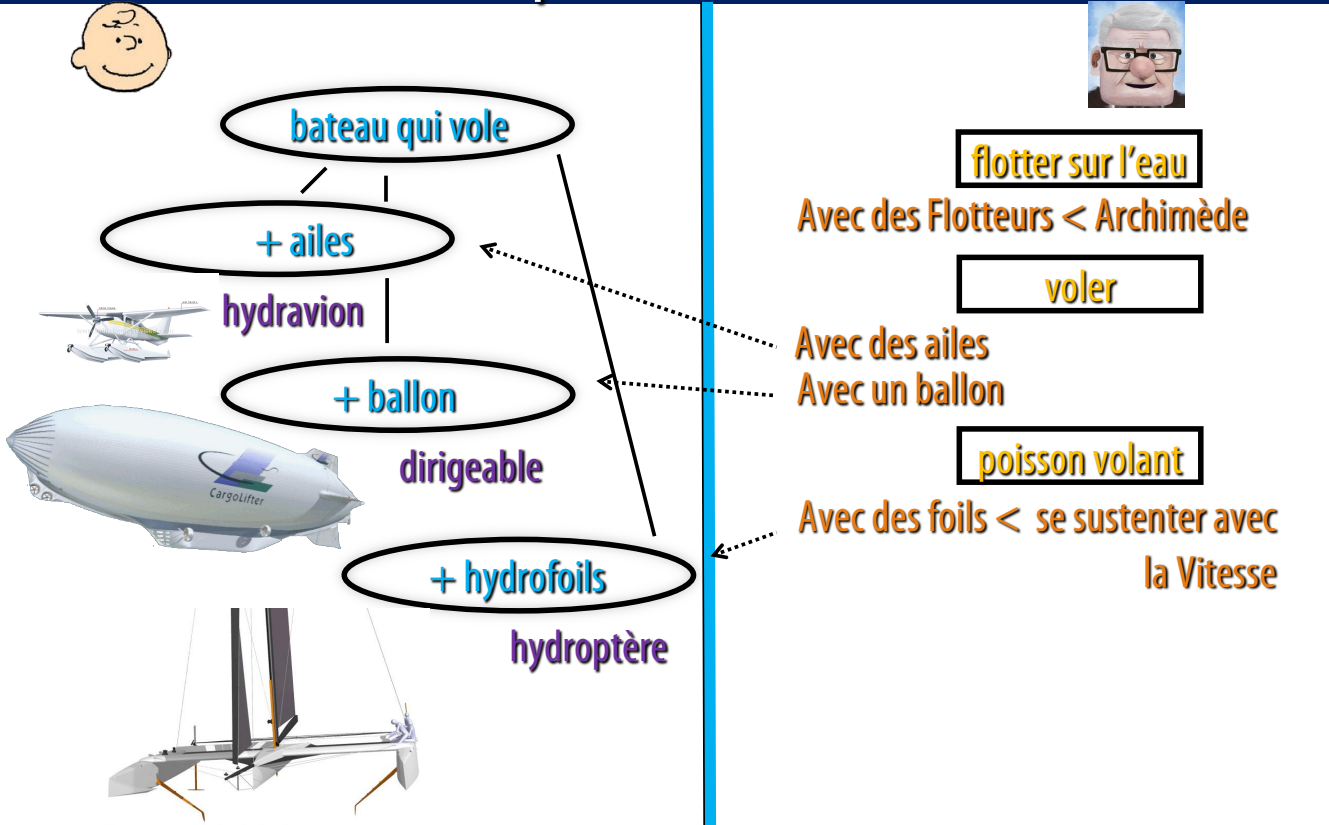 bateau qui vole
+ ailes
hydravion
+ ballon
dirigeable
CargoLifter
+ hydrofoils
hydroptère
flotter sur l'eau
Avec des Flotteurs < Archimède
voler
Avec des ailes
Avec un ballon
poisson volant
Avec des foils < se sustenter avec
la Vitesse